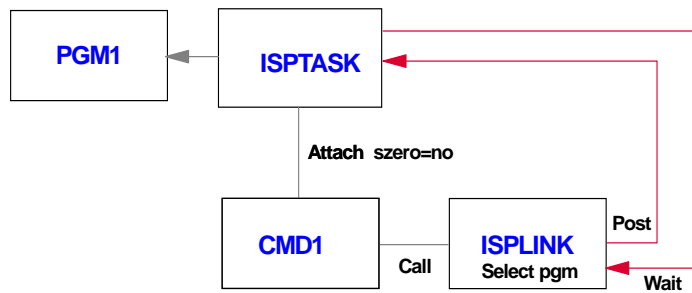 PGM1
ISPTASK
Attach szero=no
CMD1
Call
ISPLINK
Select pgm
Post
Wait